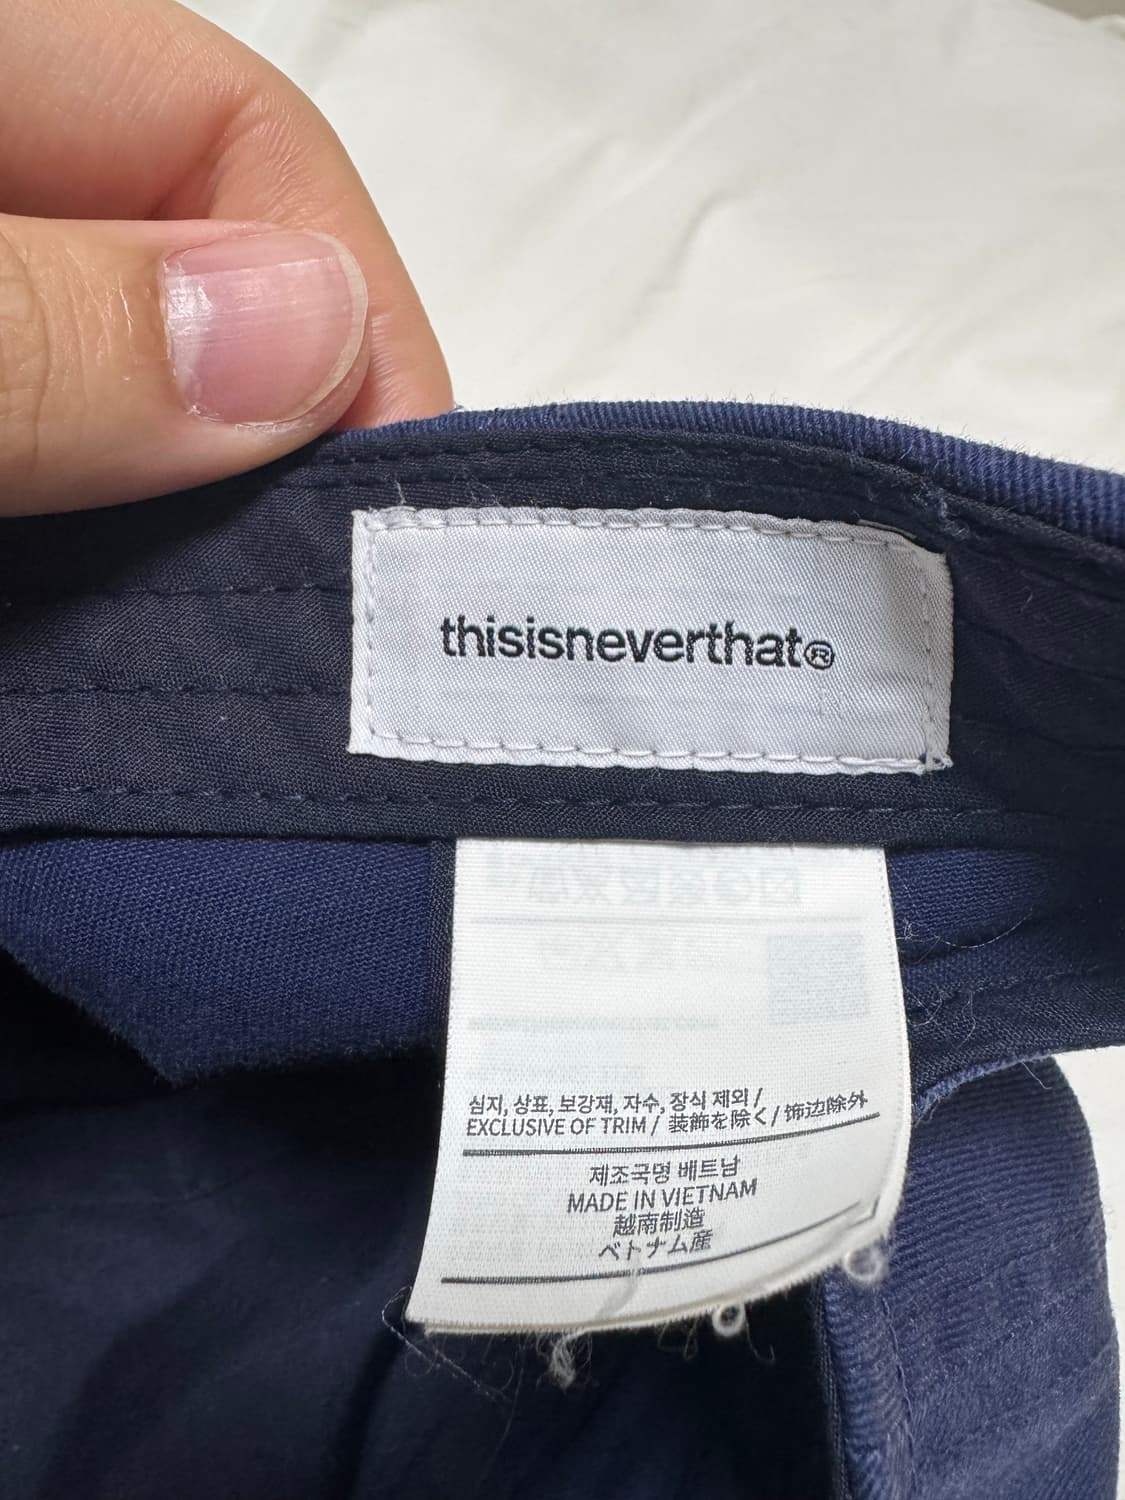 thisisneverthat®
심지, 상표, 보강재, 자수, 장식 제외 /
EXCLUSIVE OF TRIM / 装飾を除く / 饰边除外
제조국명 베트남
MADE IN VIETNAM
越南制造
ベトナム産